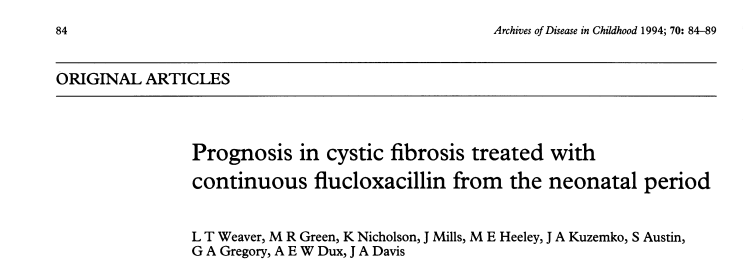 84
Archives of Disease in Childhood 1994; 70: 84–89
ORIGINAL ARTICLES
Prognosis in cystic fibrosis treated with
continuous flucloxacillin from the neonatal period
L T Weaver, M R Green, K Nicholson, J Mills, M E Heeley, J A Kuzemko, S Austin,
G A Gregory, A E W Dux, J A Davis